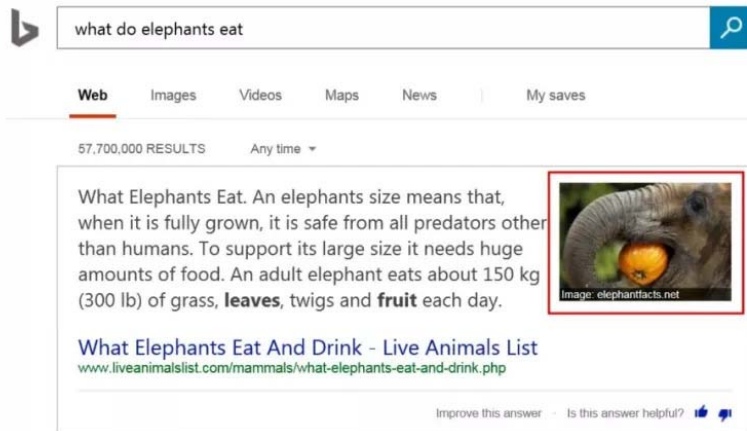 what do elephants eat
Web Images Videos Maps News My saves
57,700,000 RESULTS Any time
What Elephants Eat. An elephants size means that,
when it is fully grown, it is safe from all predators other
than humans. To support its large size it needs huge
amounts of food. An adult elephant eats about 150 kg
(300 lb) of grass, leaves, twigs and fruit each day.
Image: elephantfacts.net
What Elephants Eat And Drink - Live Animals List
www.liveanimalslist.com/mammals/what-elephants-eat-and-drink.php
Improve this answer · Is this answer helpful?